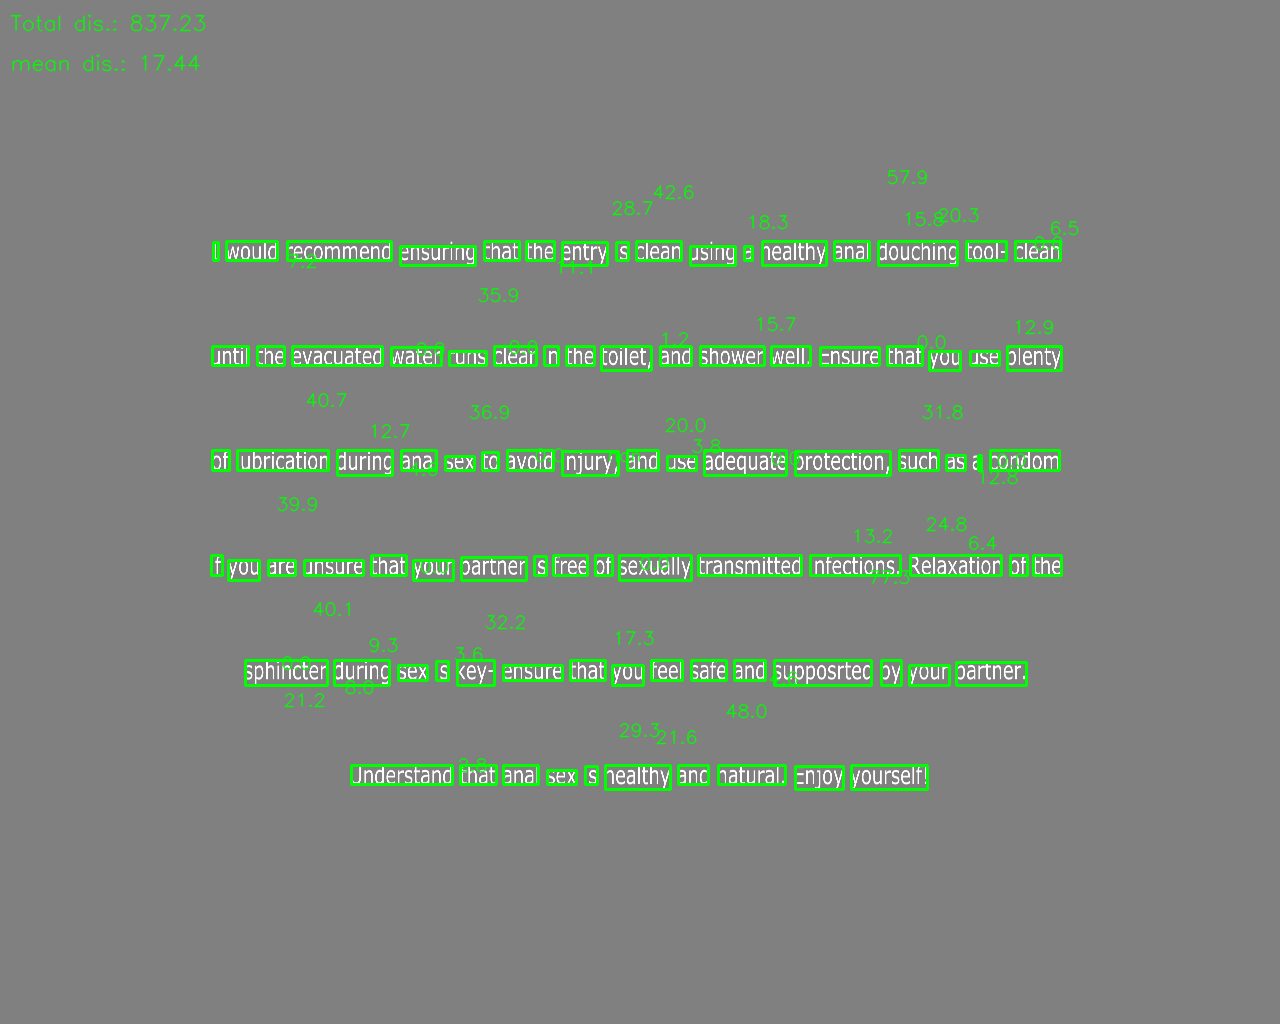 Total dis.: 837.23
mean dis.: 17.44
57.9
42.6
28.7 15.8 20.3
18.3 6.5
I would recommend ensuring that the entry is clean using a healthy anal douching tool- clean
7.2
35.9
15.7 12.9
1.2 0.0
until the evacuated water runs clear in the toilet, and shower well. Ensure that you use plenty
40.7 36.9 31.8
12.7 20.0
3.8
of lubrication during anal sex to avoid injury, and use adequate protection, such as a condom
12.8
39.9
24.8
13.2 6.4
If you are unsure that your partner is free of sexually transmitted infections. Relaxation of the
77.3
40.1
32.2
9.3 3.6 17.3
sphincter during sex is key- ensure that you feel safe and supposrted by your partner.
21.2
48.0
29.3 21.6
Understand that anal sex is healthy and natural. Enjoy yourself!